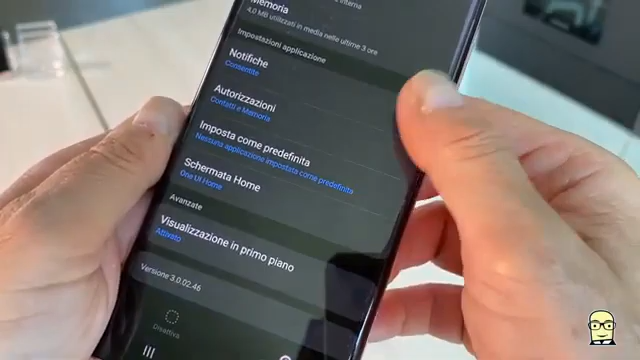 interna
Memoria
4,0 MB utilizzati in media nelle ultime 3 ore
Impostazioni applicazione
Notifiche
Consentite
Autorizzazioni
Contatti e Memoria
Imposta come predefinita
Nessuna applicazione impostata come predefinita
Schermata Home
One UI Home
Avanzate
Visualizzazione in primo piano
Attivato
Versione 3.0.02.46
Disattiva